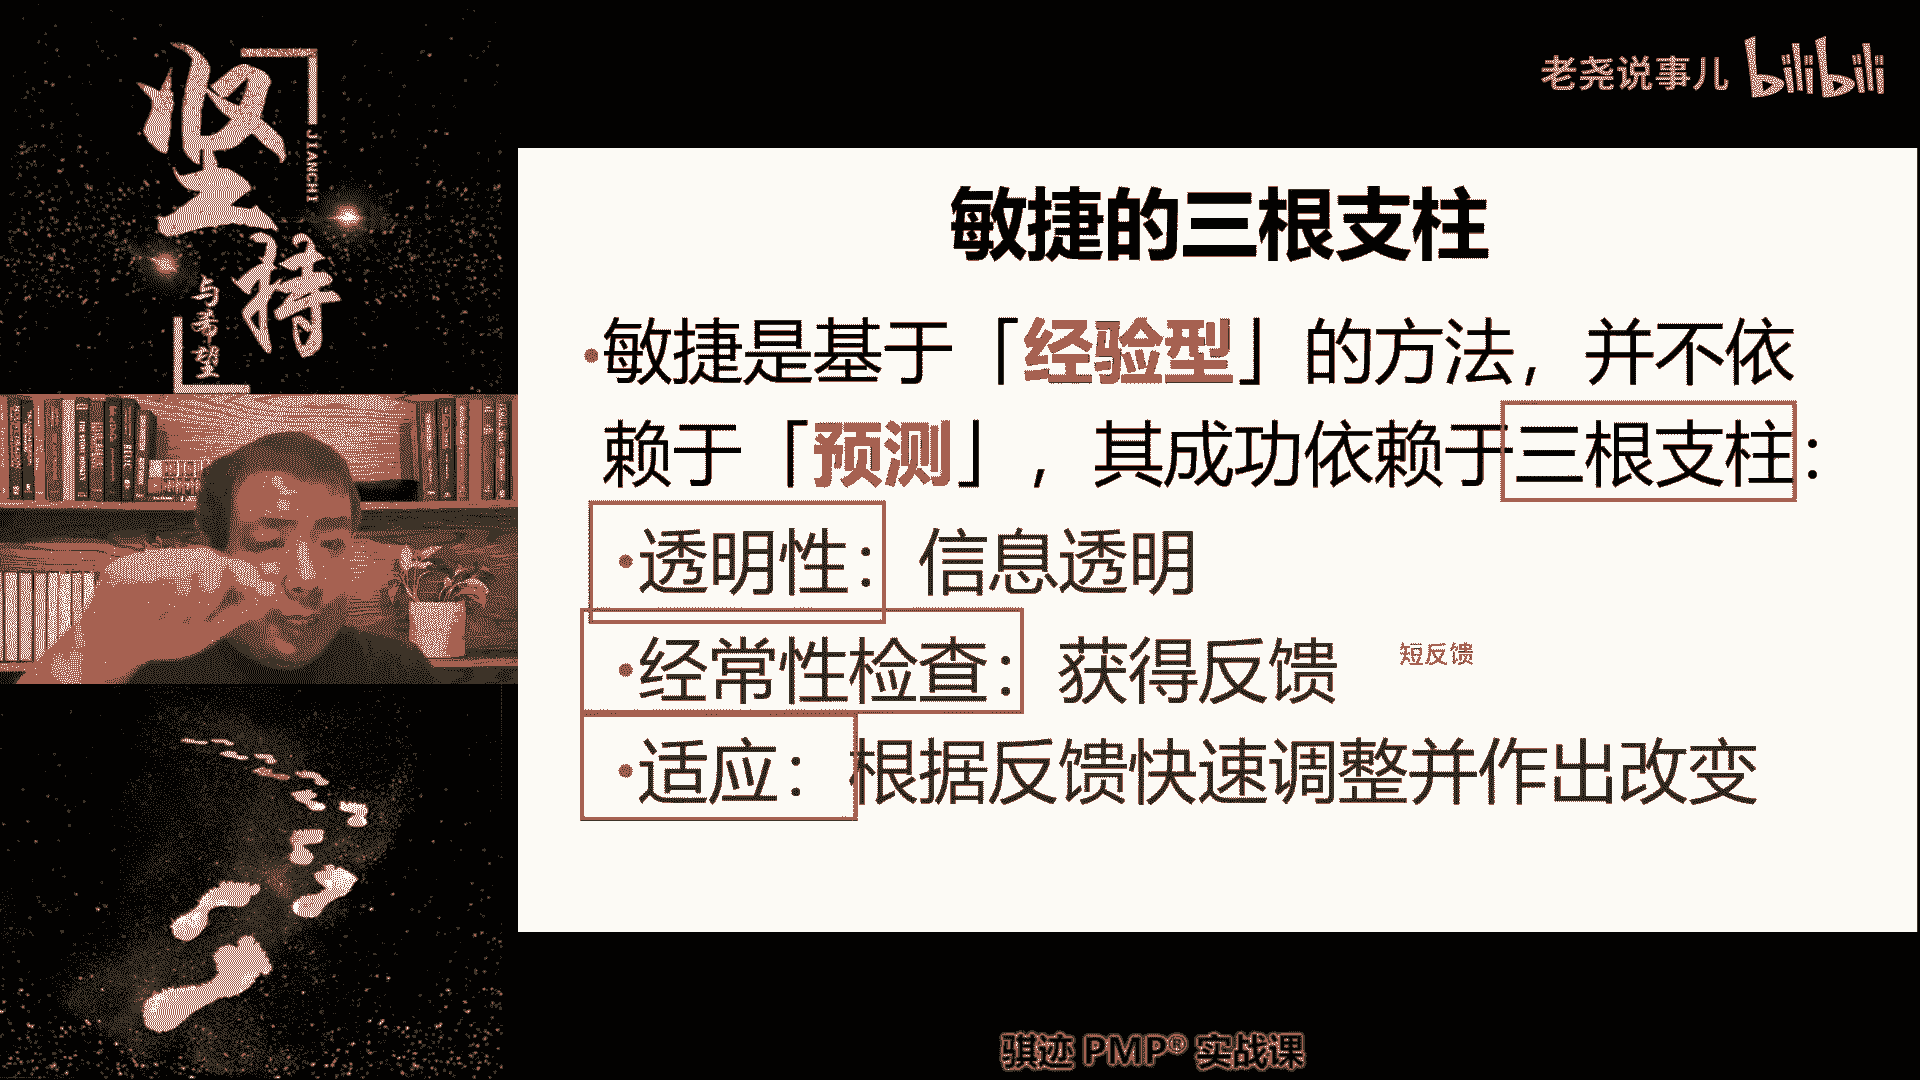 坚
持
JIANCHI
与希望
老尧说事儿 bilibili
敏捷的三根支柱
•敏捷是基于「经验型」的方法，并不依
赖于「预测」，其成功依赖于三根支柱：
•透明性：信息透明
•经常性检查：获得反馈 短反馈
•适应：根据反馈快速调整并作出改变
骐迹 PMP® 实战课